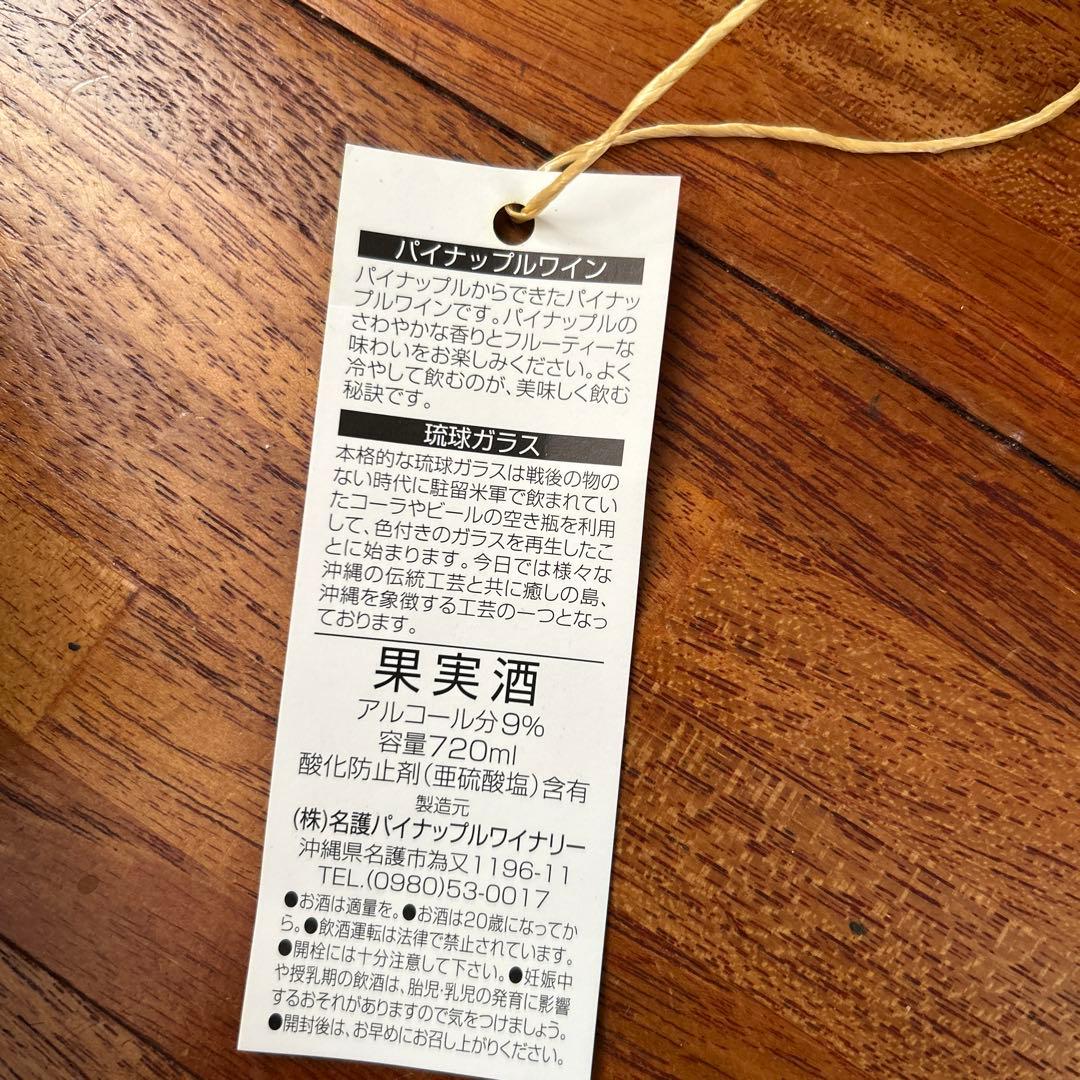 パイナップルワイン
パイナップルからできたパイナッ
プルワインです。パイナップルの
さわやかな香りとフルーティーな
味わいをお楽しみください。よく
冷やして飲むのが、美味しく飲む
秘訣です。
琉球ガラス
本格的な琉球ガラスは戦後の物の
ない時代に駐留米軍で飲まれてい
たコーラやビールの空き瓶を利用
して、色付きのガラスを再生したこ
とに始まります。今日では様々な
沖縄の伝統工芸と共に癒しの島、
沖縄を象徴する工芸の一つとなっ
ております。
果実酒
アルコール分9%
容量720ml
酸化防止剤(亜硫酸塩)含有
製造元
(株)名護パイナップルワイナリー
沖縄県名護市為又1196-11
TEL.(0980)53-0017
●お酒は適量を。●お酒は20歳になってか
ら。●飲酒運転は法律で禁止されています。
●開栓には十分注意して下さい。●妊娠中
や授乳期の飲酒は、胎児・乳児の発育に影響
するおそれがありますので気をつけましょう。
●開封後は、お早めにお召し上がりください。